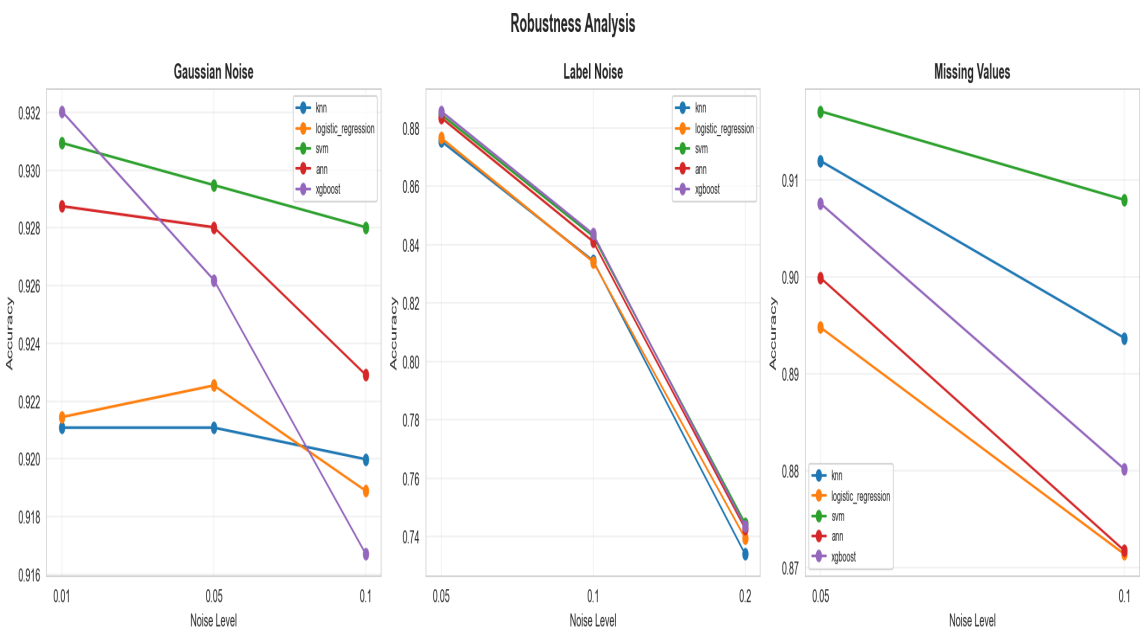 Robustness Analysis
Gaussian Noise
Accuracy
0.932
0.930
0.928
0.926
0.924
0.922
0.920
0.918
0.916
knn
logistic_regression
svm
ann
xgboost
0.01
0.05
0.1
Noise Level
Label Noise
Accuracy
0.88
0.86
0.84
0.82
0.80
0.78
0.76
0.74
knn
logistic_regression
svm
ann
xgboost
0.05
0.1
0.2
Noise Level
Missing Values
Accuracy
0.91
0.90
0.89
0.88
0.87
knn
logistic_regression
svm
ann
xgboost
0.05
0.1
Noise Level